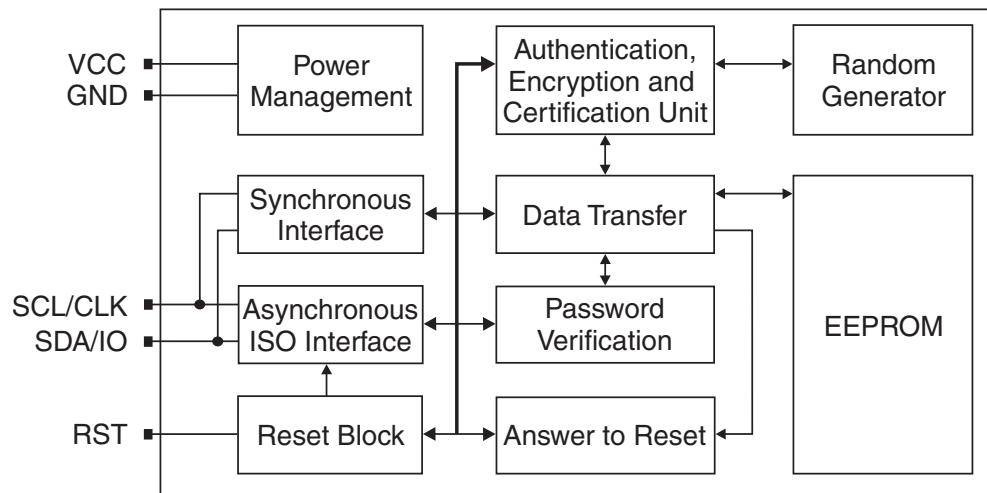 VCC
GND
Power
Management
Authentication,
Encryption and
Certification Unit
Random
Generator
Synchronous
Interface
Data Transfer
EEPROM
SCL/CLK
SDA/IO
Asynchronous
ISO Interface
Password
Verification
RST
Reset Block
Answer to Reset